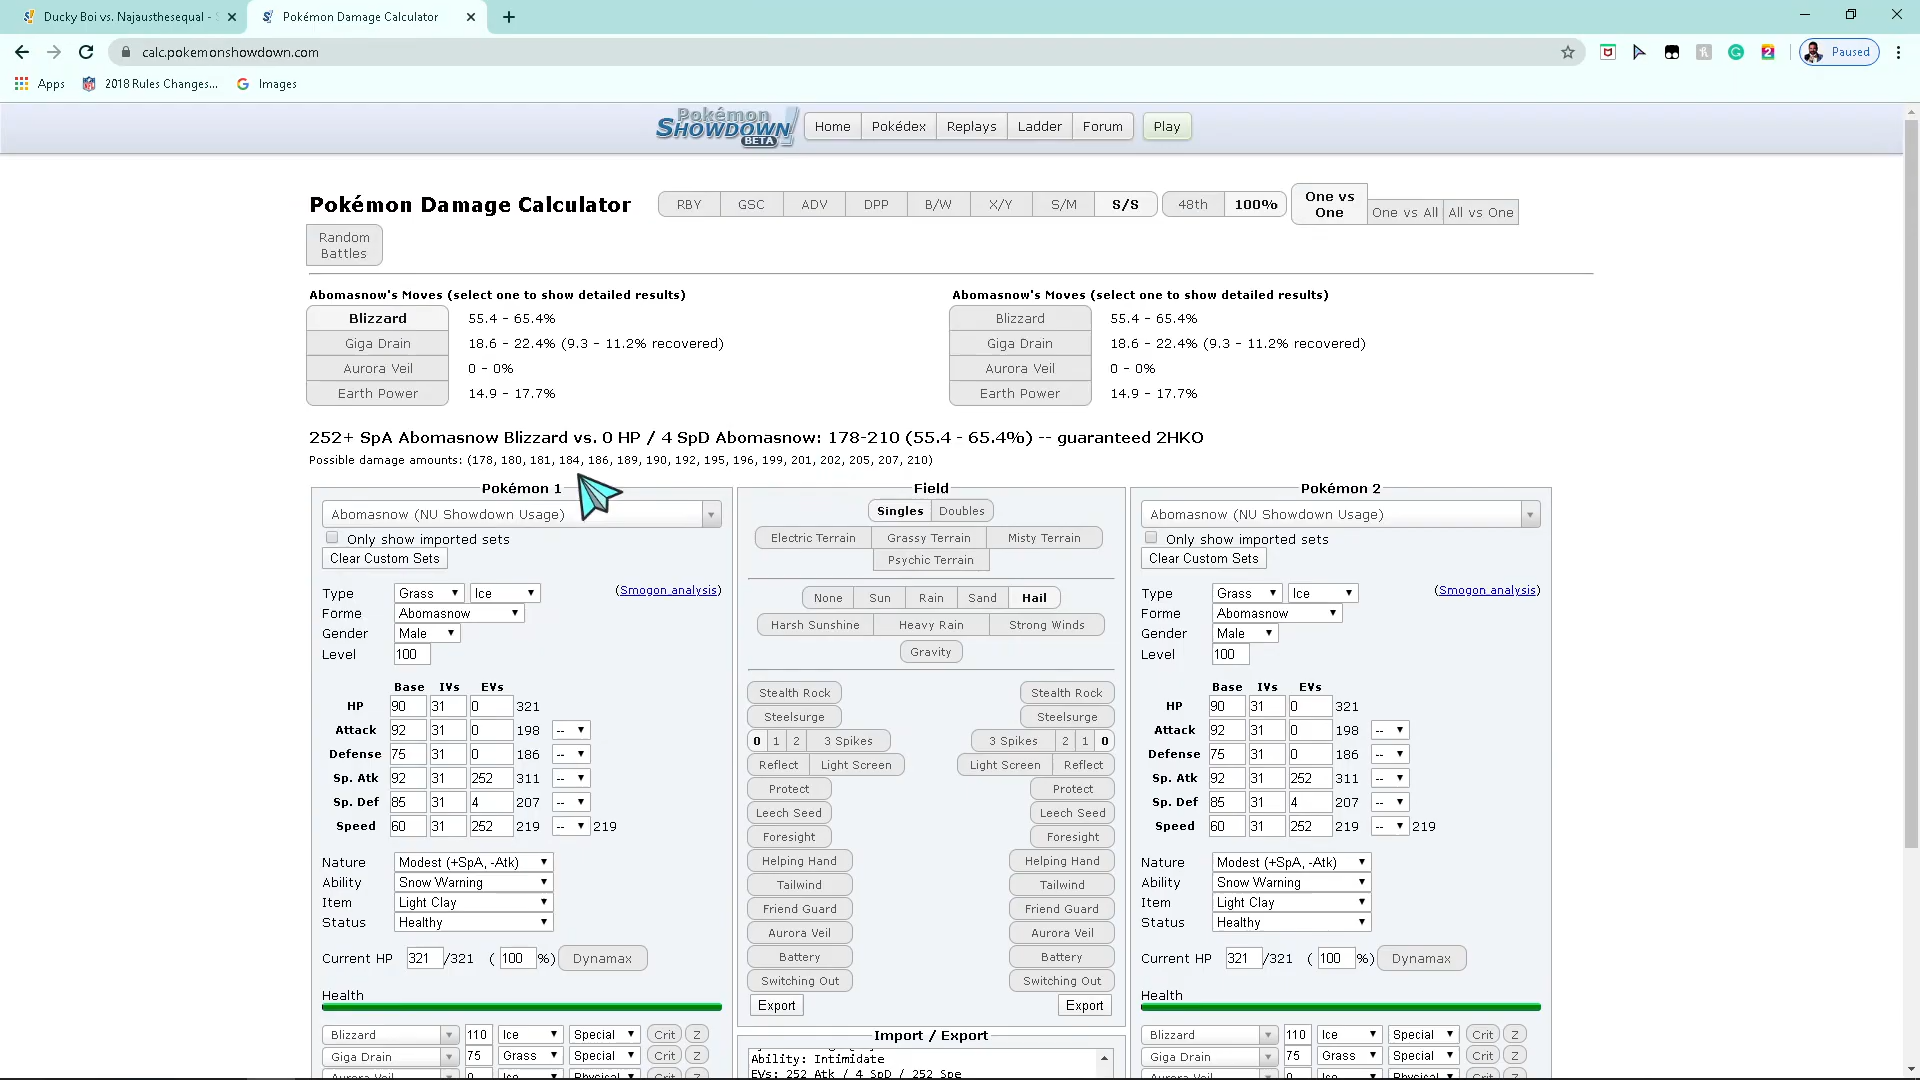 Ducky Boi vs. Najausthesequal -
Pokémon Damage Calculator
calc.pokemonshowdown.com
Paused
Apps
2018 Rules Changes...
Images
Pokémon
SHOWDOWN!
BETA
Home
Pokédex
Replays
Ladder
Forum
Play
Pokémon Damage Calculator
RBY
GSC
ADV
DPP
B/W
X/Y
S/M
S/S
48th
100%
One vs
One
One vs All
All vs One
Random
Battles
Abomasnow's Moves (select one to show detailed results)
Blizzard 55.4 - 65.4%
Giga Drain 18.6 - 22.4% (9.3 - 11.2% recovered)
Aurora Veil 0 - 0%
Earth Power 14.9 - 17.7%
Abomasnow's Moves (select one to show detailed results)
Blizzard 55.4 - 65.4%
Giga Drain 18.6 - 22.4% (9.3 - 11.2% recovered)
Aurora Veil 0 - 0%
Earth Power 14.9 - 17.7%
252+ SpA Abomasnow Blizzard vs. 0 HP / 4 SpD Abomasnow: 178-210 (55.4 - 65.4%) -- guaranteed 2HKO
Possible damage amounts: (178, 180, 181, 184, 186, 189, 190, 192, 195, 196, 199, 201, 202, 205, 207, 210)
Pokémon 1
Abomasnow (NU Showdown Usage)
Only show imported sets
Clear Custom Sets
Type Grass Ice (Smogon analysis)
Forme Abomasnow
Gender Male
Level 100
Base IVs EVs
HP 90 31 0 321
Attack 92 31 0 198 --
Defense 75 31 0 186 --
Sp. Atk 92 31 252 311 --
Sp. Def 85 31 4 207 --
Speed 60 31 252 219 -- 219
Nature Modest (+SpA, -Atk)
Ability Snow Warning
Item Light Clay
Status Healthy
Current HP 321 /321 ( 100 %) Dynamax
Health
Blizzard 110 Ice Special Crit Z
Giga Drain 75 Grass Special Crit Z
Aurora Veil 0 Ice Physical Crit Z
Field
Singles Doubles
Electric Terrain Grassy Terrain Misty Terrain
Psychic Terrain
None Sun Rain Sand Hail
Harsh Sunshine Heavy Rain Strong Winds
Gravity
Stealth Rock Stealth Rock
Steelsurge Steelsurge
0 1 2 3 Spikes 3 Spikes 2 1 0
Reflect Light Screen Light Screen Reflect
Protect Protect
Leech Seed Leech Seed
Foresight Foresight
Helping Hand Helping Hand
Tailwind Tailwind
Friend Guard Friend Guard
Aurora Veil Aurora Veil
Battery Battery
Switching Out Switching Out
Export Export
Import / Export
Ability: Intimidate
EVs: 252 Atk / 4 SpD / 252 Spe
Pokémon 2
Abomasnow (NU Showdown Usage)
Only show imported sets
Clear Custom Sets
Type Grass Ice (Smogon analysis)
Forme Abomasnow
Gender Male
Level 100
Base IVs EVs
HP 90 31 0 321
Attack 92 31 0 198 --
Defense 75 31 0 186 --
Sp. Atk 92 31 252 311 --
Sp. Def 85 31 4 207 --
Speed 60 31 252 219 -- 219
Nature Modest (+SpA, -Atk)
Ability Snow Warning
Item Light Clay
Status Healthy
Current HP 321 /321 ( 100 %) Dynamax
Health
Blizzard 110 Ice Special Crit Z
Giga Drain 75 Grass Special Crit Z
Aurora Veil 0 Ice Physical Crit Z